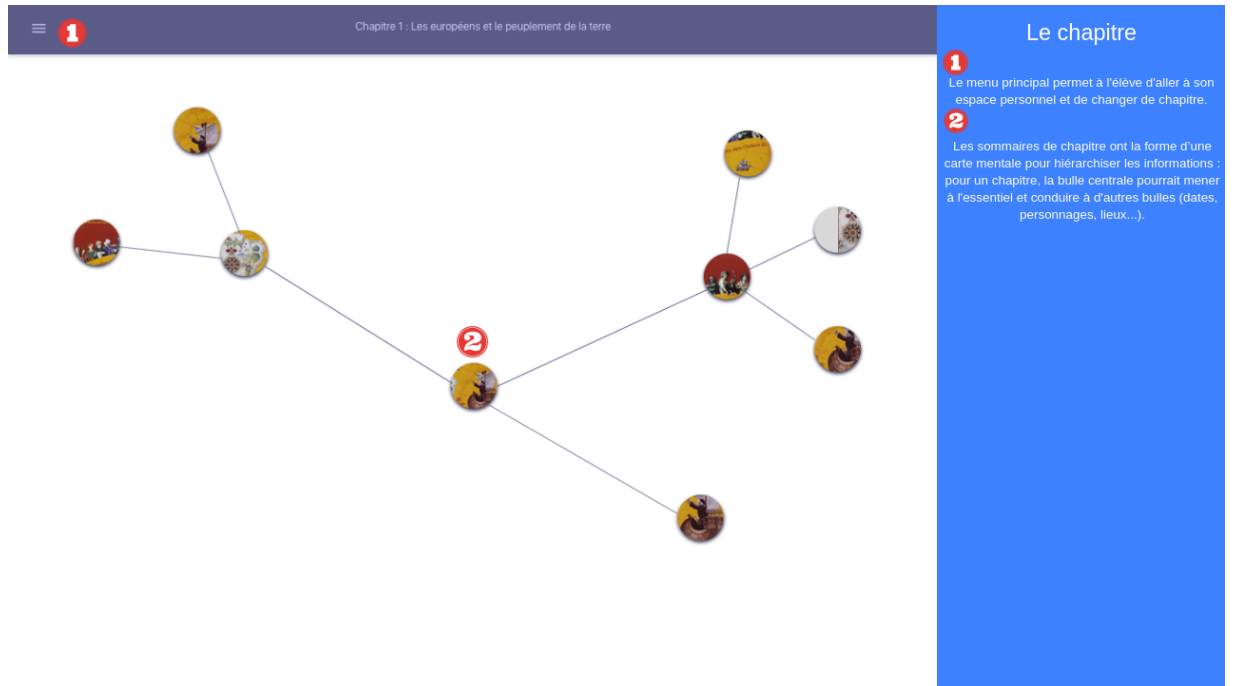 1
Chapitre 1 : Les européens et le peuplement de la terre
2
Le chapitre
1
Le menu principal permet à l'élève d'aller à son
espace personnel et de changer de chapitre.
2
Les sommaires de chapitre ont la forme d'une
carte mentale pour hiérarchiser les informations :
pour un chapitre, la bulle centrale pourrait mener
à l'essentiel et conduire à d'autres bulles (dates,
personnages, lieux...).